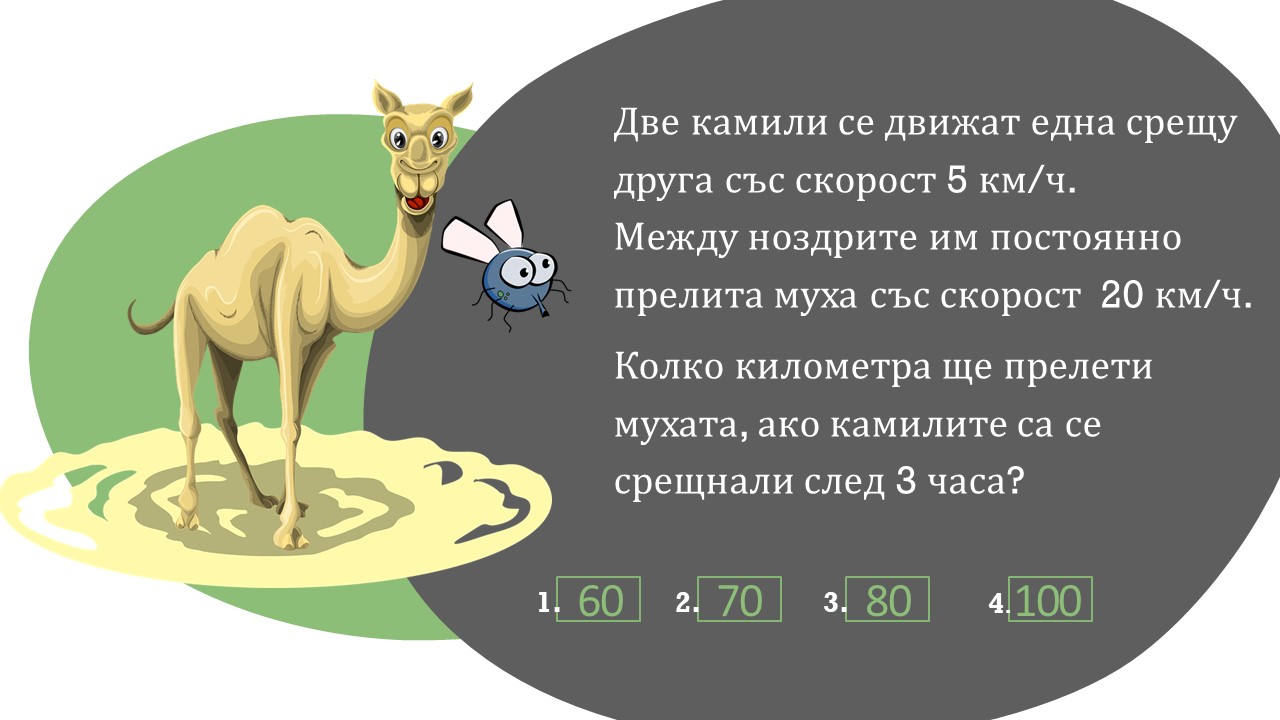 Две камили се движат една срещу
друга със скорост 5 км/ч.
Между ноздрите им постоянно
прелита муха със скорост 20 км/ч.
Колко километра ще прелети
мухата, ако камилите са се
срещнали след 3 часа?
1. 60 2. 70 3. 80 4. 100